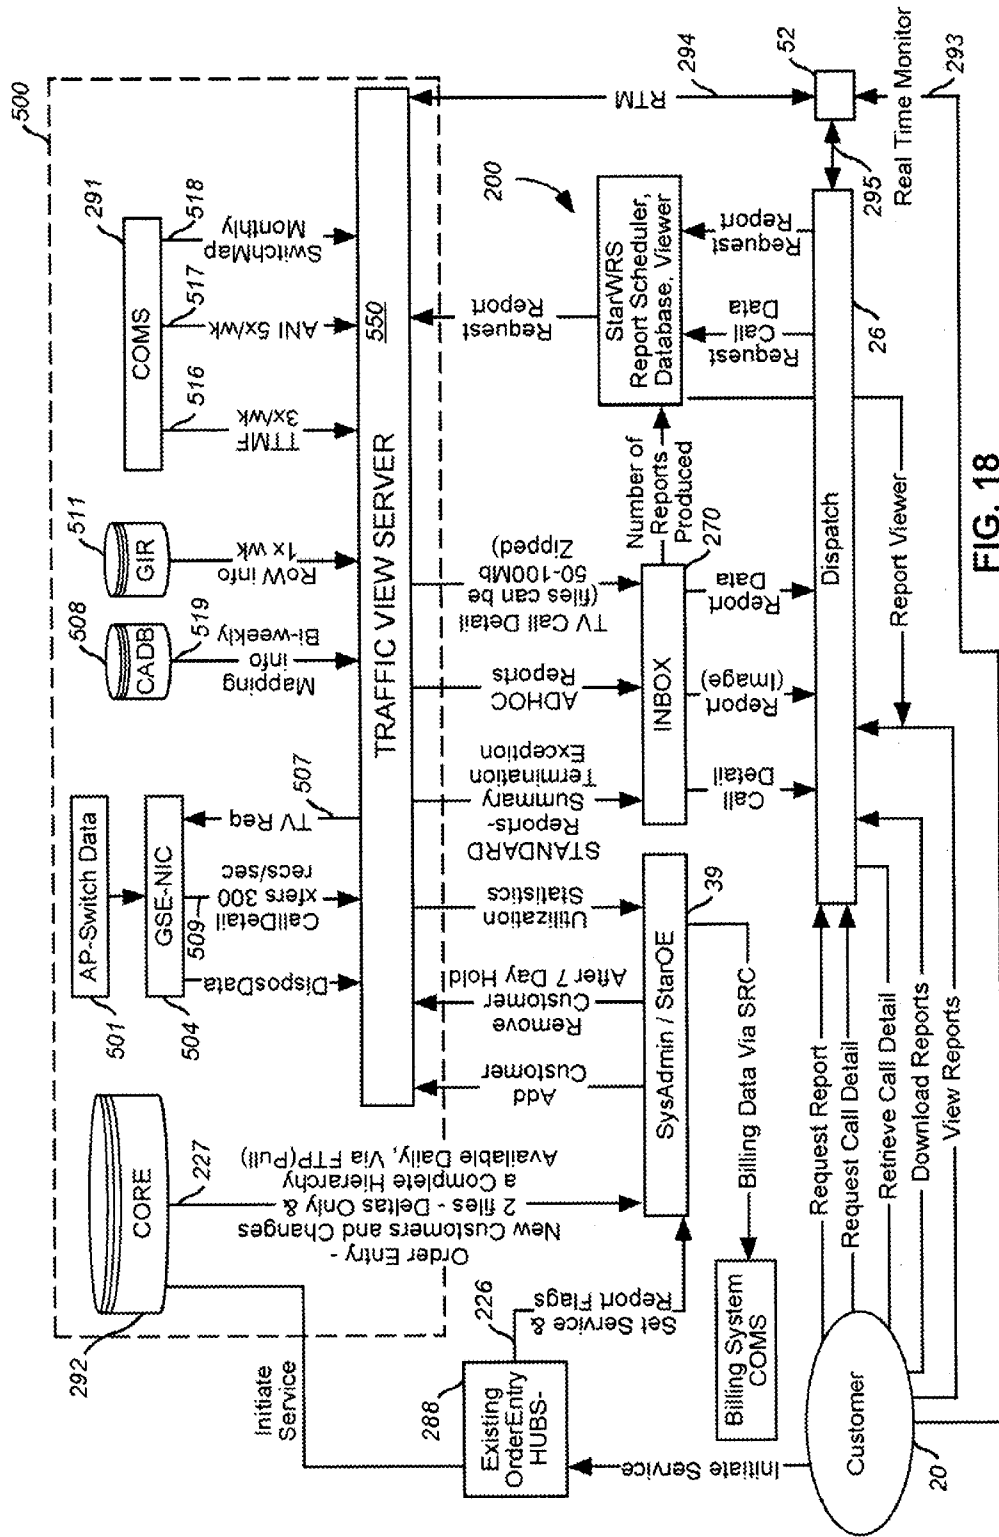 500
292
CORE
227
Order Entry -
New Customers and Changes
2 files - Deltas Only &
a Complete Hierarchy
Available Daily, Via FTP(Pull)
AP-Switch Data
501
GSE-NIC
504
DisposData
509
CallDetail
xfers 300
recs/sec
TV Req
507
508
CADB
519
Mapping
info
Bi-weekly
511
GIR
RoW info
1x wk
COMS
291
516
TTMF
3x/wk
517
ANI 5x/wk
518
SwitchMap
Monthly
TRAFFIC VIEW SERVER
550
Initiate
Service
288
Existing
OrderEntry
HUBS-
226
Set Service &
Report Flags
Add
Customer
Remove
Customer
After 7 Day Hold
Utilization
Statistics
SysAdmin / StarOE
39
Billing Data Via SRC
Billing System
COMS
STANDARD
Reports-
Summary
Termination
Exception
ADHOC
Reports
TV Call Detail
(files can be
50-100Mb
Zipped)
INBOX
270
Number of
Reports
Produced
Request
Report
200
StarWRS
Report Scheduler,
Database, Viewer
RTM
294
52
Call
Detail
Report
(Image)
Report
Data
Request
Call
Data
Request
Report
295
Real Time Monitor
293
Dispatch
26
Report Viewer
Initiate Service
Customer
20
Request Report
Request Call Detail
Retrieve Call Detail
Download Reports
View Reports
FIG. 18